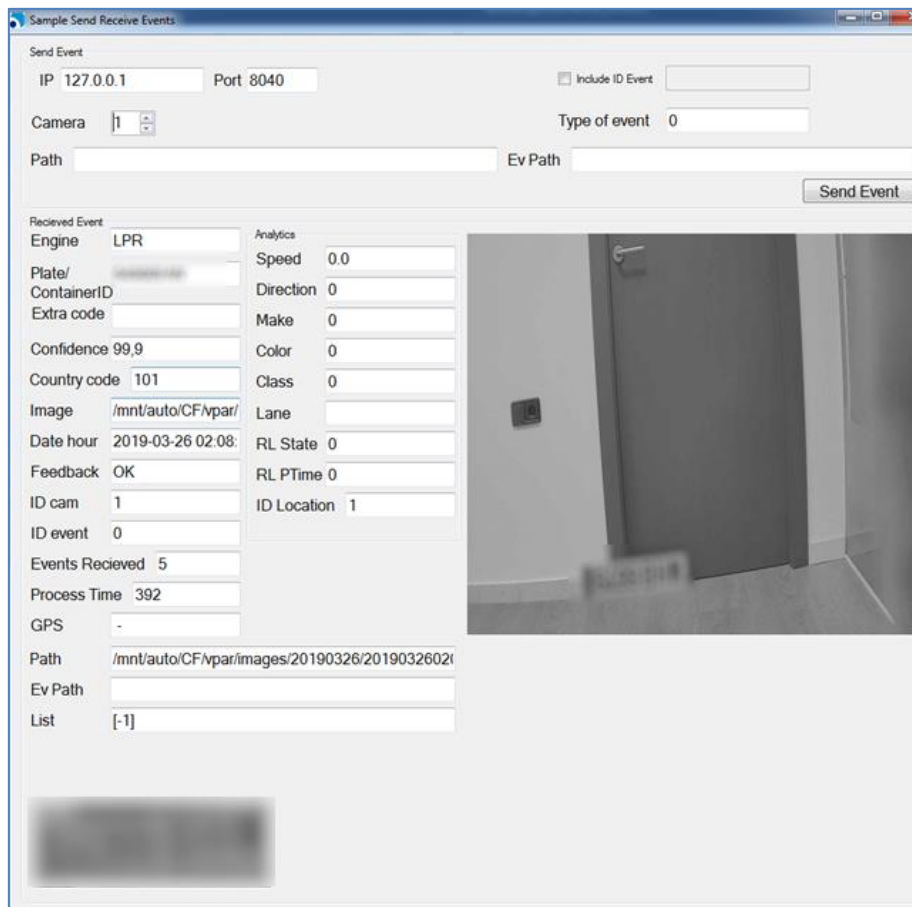 Sample Send Receive Events
Send Event
IP 127.0.0.1 Port 8040 Include ID Event
Camera 1 Type of event 0
Path Ev Path
Send Event
Recieved Event
Engine LPR
Plate/
ContainerID
Extra code
Confidence 99,9
Country code 101
Image /mnt/auto/CF/vpar/
Date hour 2019-03-26 02:08:
Feedback OK
ID cam 1
ID event 0
Events Recieved 5
Process Time 392
GPS -
Path /mnt/auto/CF/vpar/images/20190326/2019032602
Ev Path
List [-1]
Analytics
Speed 0.0
Direction 0
Make 0
Color 0
Class 0
Lane
RL State 0
RL PTime 0
ID Location 1